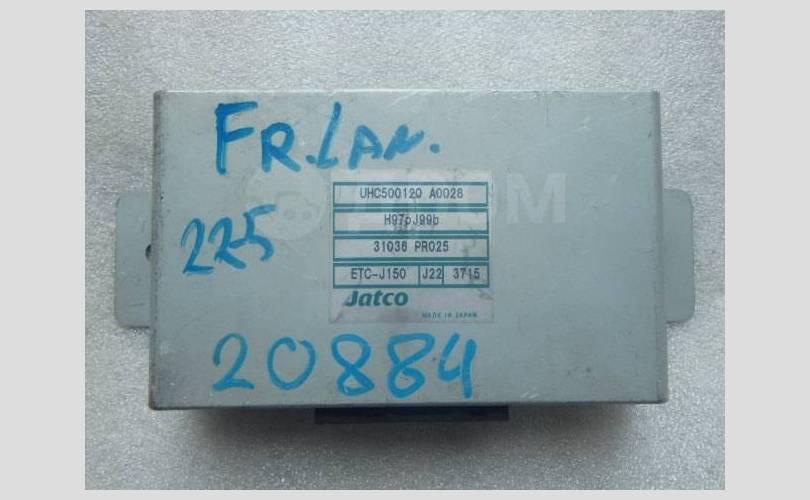 FR.LAN.
225
UHC500120 A0028
H97pJ99b
31036 PR025
ETC-J150 J22 3715
Jatco
MADE IN JAPAN
20884